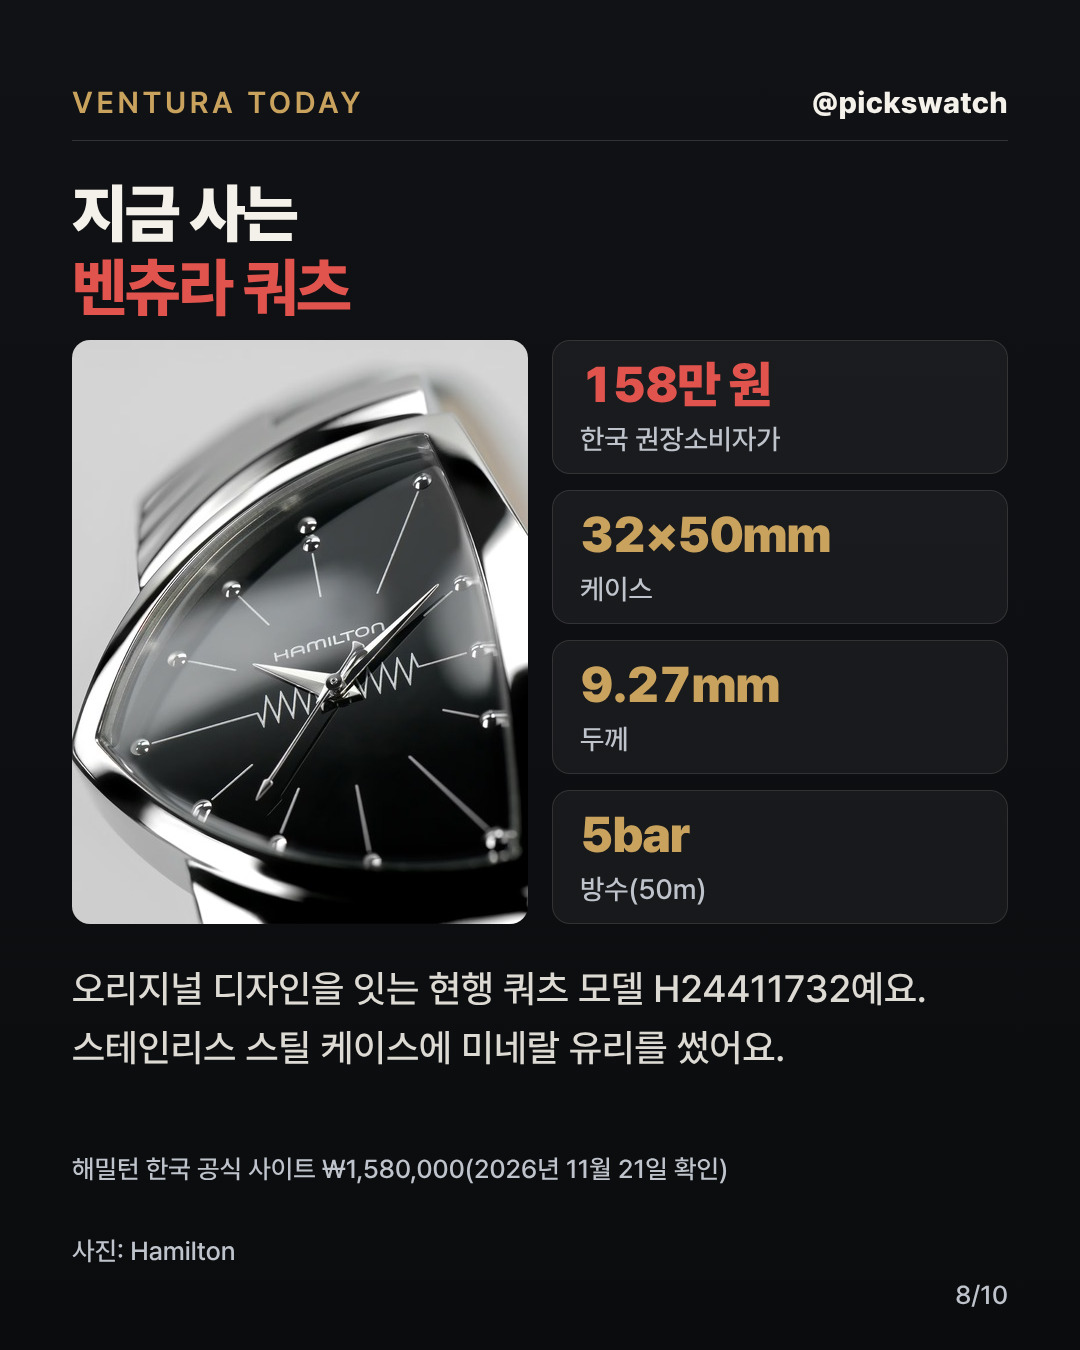 VENTURA TODAY
@pickswatch
지금 사는
벤츄라 쿼츠
HAMILTON
158만 원
한국 권장소비자가
32×50mm
케이스
9.27mm
두께
5bar
방수(50m)
오리지널 디자인을 잇는 현행 쿼츠 모델 H24411732예요.
스테인리스 스틸 케이스에 미네랄 유리를 썼어요.
해밀턴 한국 공식 사이트 ₩1,580,000(2026년 11월 21일 확인)
사진: Hamilton
8/10